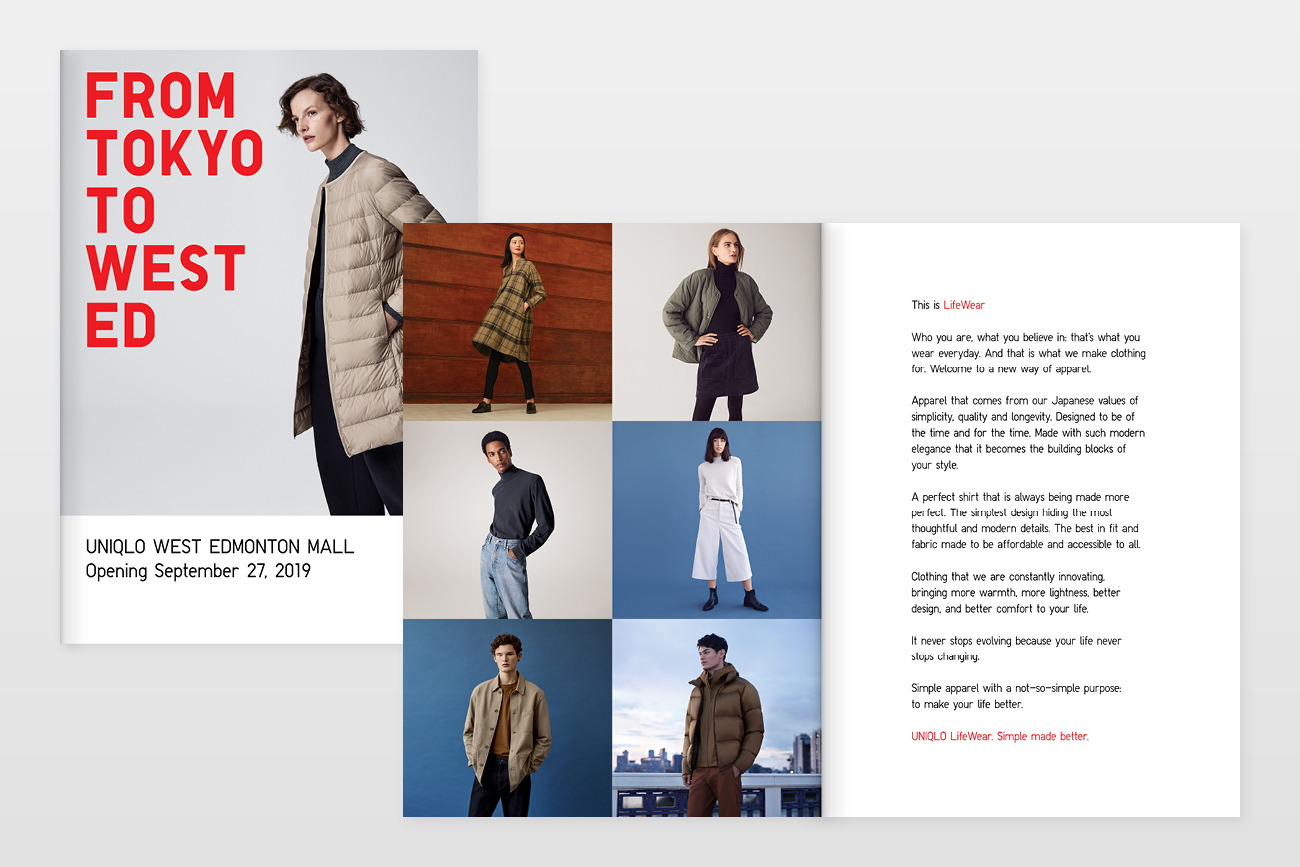 FROM
TOKYO
TO
WEST
ED
UNIQLO WEST EDMONTON MALL
Opening September 27, 2019
This is LifeWear
Who you are, what you believe in: that's what you
wear everyday. And that is what we make clothing
for. Welcome to a new way of apparel.
Apparel that comes from our Japanese values of
simplicity, quality and longevity. Designed to be of
the time and for the time. Made with such modern
elegance that it becomes the building blocks of
your style.
A perfect shirt that is always being made more
perfect. The simplest design hiding the most
thoughtful and modern details. The best in fit and
fabric made to be affordable and accessible to all.
Clothing that we are constantly innovating,
bringing more warmth, more lightness, better
design, and better comfort to your life.
It never stops evolving because your life never
stops changing.
Simple apparel with a not-so-simple purpose:
to make your life better.
UNIQLO LifeWear. Simple made better.